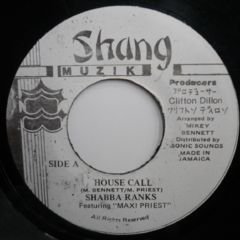 Shang
MUZIK
Producers
プロデューサー
Clifton Dillon
クリフトン デュロン
Arranged by
MIKEY
BENNETT
Distributed by
SONIC SOUNDS
MADE IN
JAMAICA
SIDE A
HOUSE CALL
(M. BENNETT/M. PRIEST)
SHABBA RANKS
Featuring "MAXI PRIEST"
All Rights Reserved